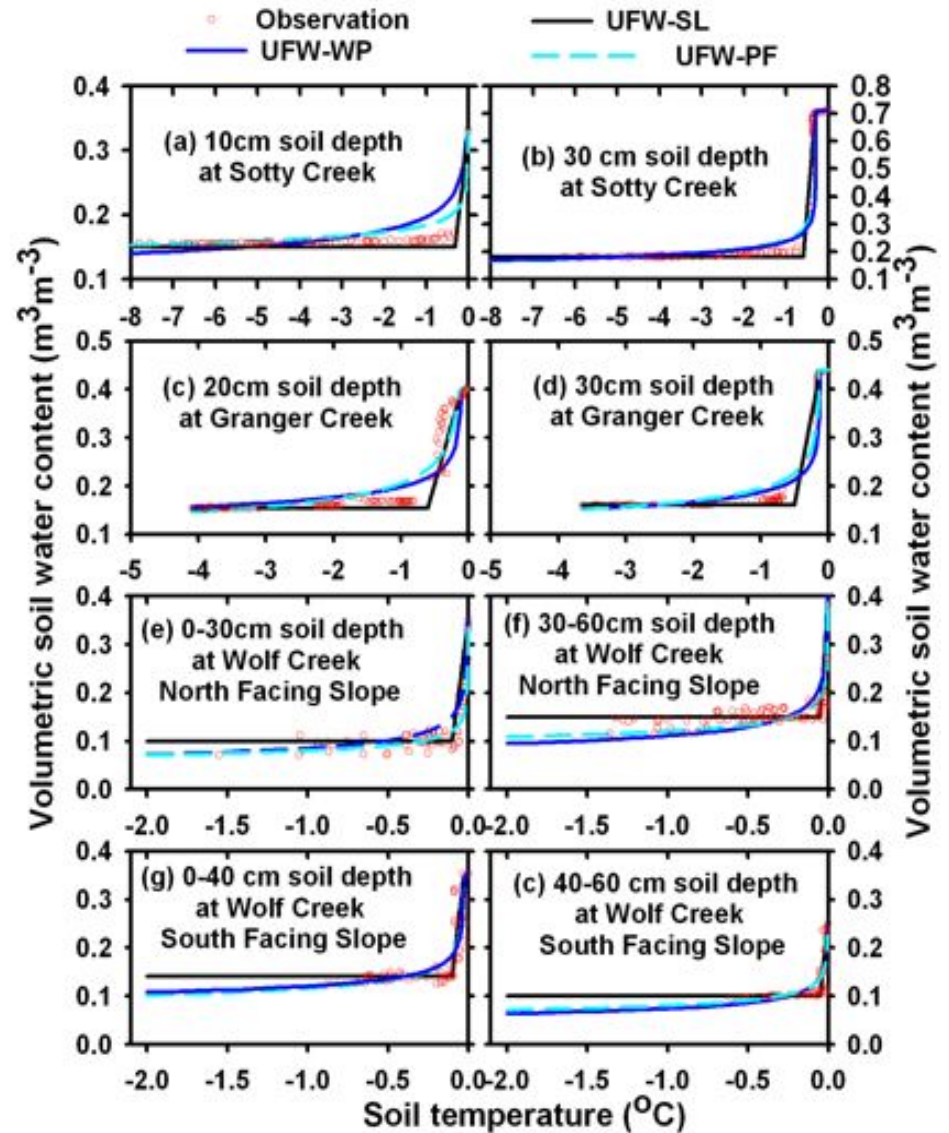 Observation
UFW-SL
UFW-WP
UFW-PF
Volumetric soil water content (m³m⁻³)
0.4
0.3
0.2
0.1
(a) 10cm soil depth
at Sotty Creek
-8 -7 -6 -5 -4 -3 -2 -1 0
(b) 30 cm soil depth
at Sotty Creek
0.8
0.7
0.6
0.5
0.4
0.3
0.2
0.1
-8 -7 -6 -5 -4 -3 -2 -1 0
0.5
0.4
0.3
0.2
0.1
(c) 20cm soil depth
at Granger Creek
-5 -4 -3 -2 -1 0
(d) 30cm soil depth
at Granger Creek
0.5
0.4
0.3
0.2
0.1
-5 -4 -3 -2 -1 0
0.4
0.3
0.2
0.1
0.0
(e) 0-30cm soil depth
at Wolf Creek
North Facing Slope
-2.0 -1.5 -1.0 -0.5 0.0
(f) 30-60cm soil depth
at Wolf Creek
North Facing Slope
0.4
0.3
0.2
0.1
0.0
-2.0 -1.5 -1.0 -0.5 0.0
0.4
0.3
0.2
0.1
0.0
(g) 0-40 cm soil depth
at Wolf Creek
South Facing Slope
-2.0 -1.5 -1.0 -0.5 0.0
(c) 40-60 cm soil depth
at Wolf Creek
South Facing Slope
0.4
0.3
0.2
0.1
0.0
-2.0 -1.5 -1.0 -0.5 0.0
Volumetric soil water content (m³m⁻³)
Soil temperature (°C)